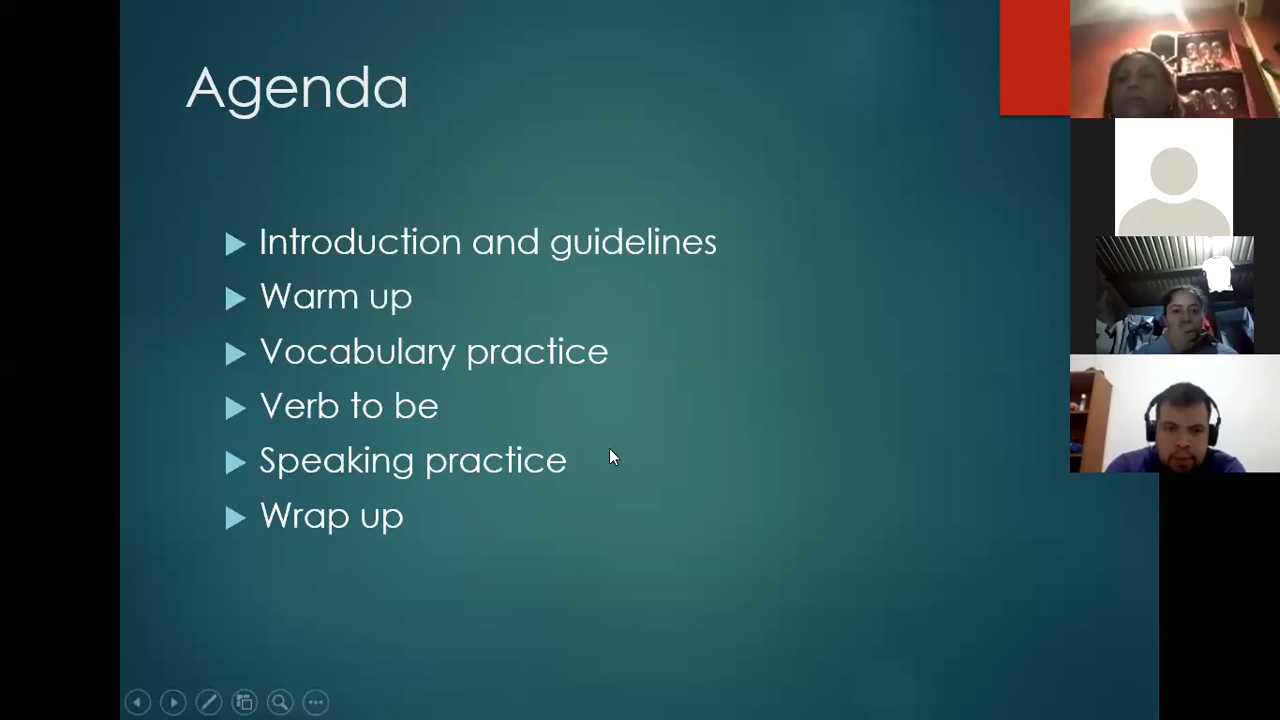 Agenda
Introduction and guidelines
Warm up
Vocabulary practice
Verb to be
Speaking practice
Wrap up